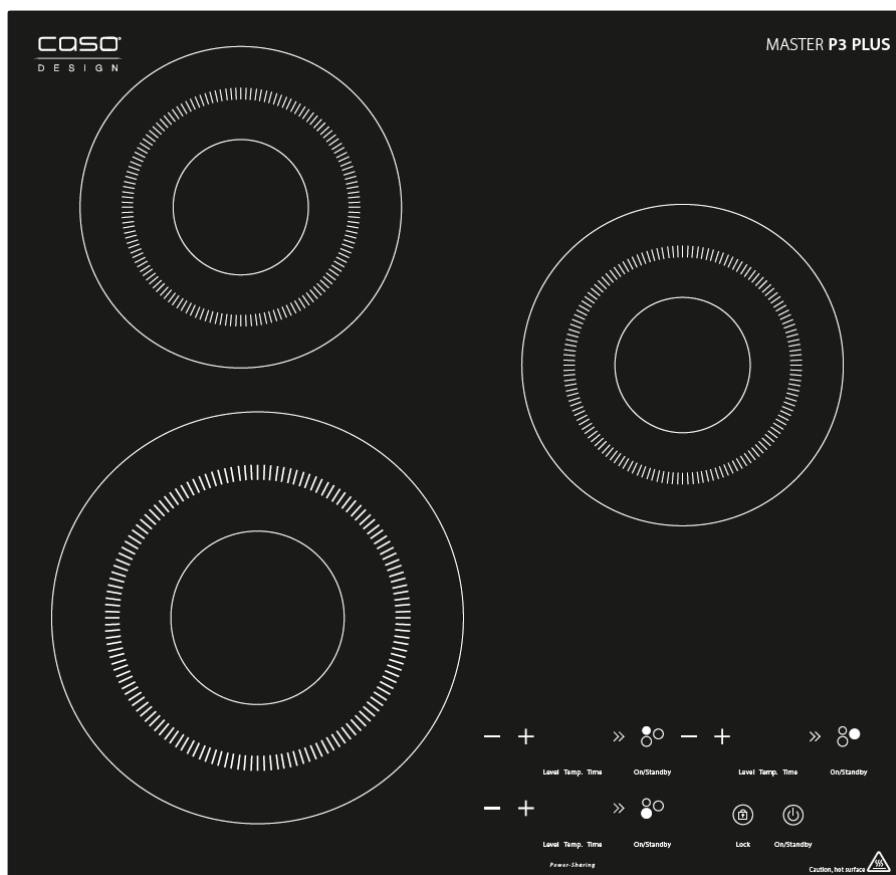 caso®
DESIGN
MASTER P3 PLUS
Level Temp. Time On/Standby
Level Temp. Time On/Standby
Level Temp. Time On/Standby
Power-Sharing
Lock On/Standby
Caution, hot surface